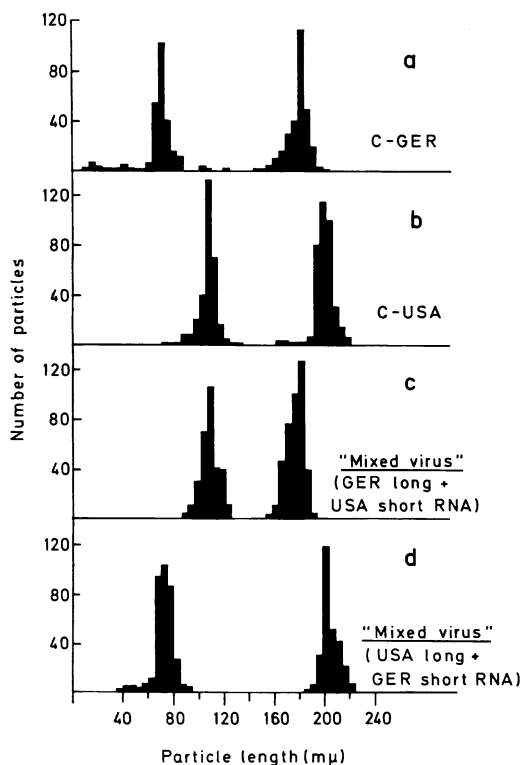 120
80
40
a
C-GER
120
80
40
b
C-USA
120
80
40
c
"Mixed virus"
(GER long +
USA short RNA)
120
80
40
d
"Mixed virus"
(USA long +
GER short RNA)
40 80 120 160 200 240
Particle length (mµ)
Number of particles